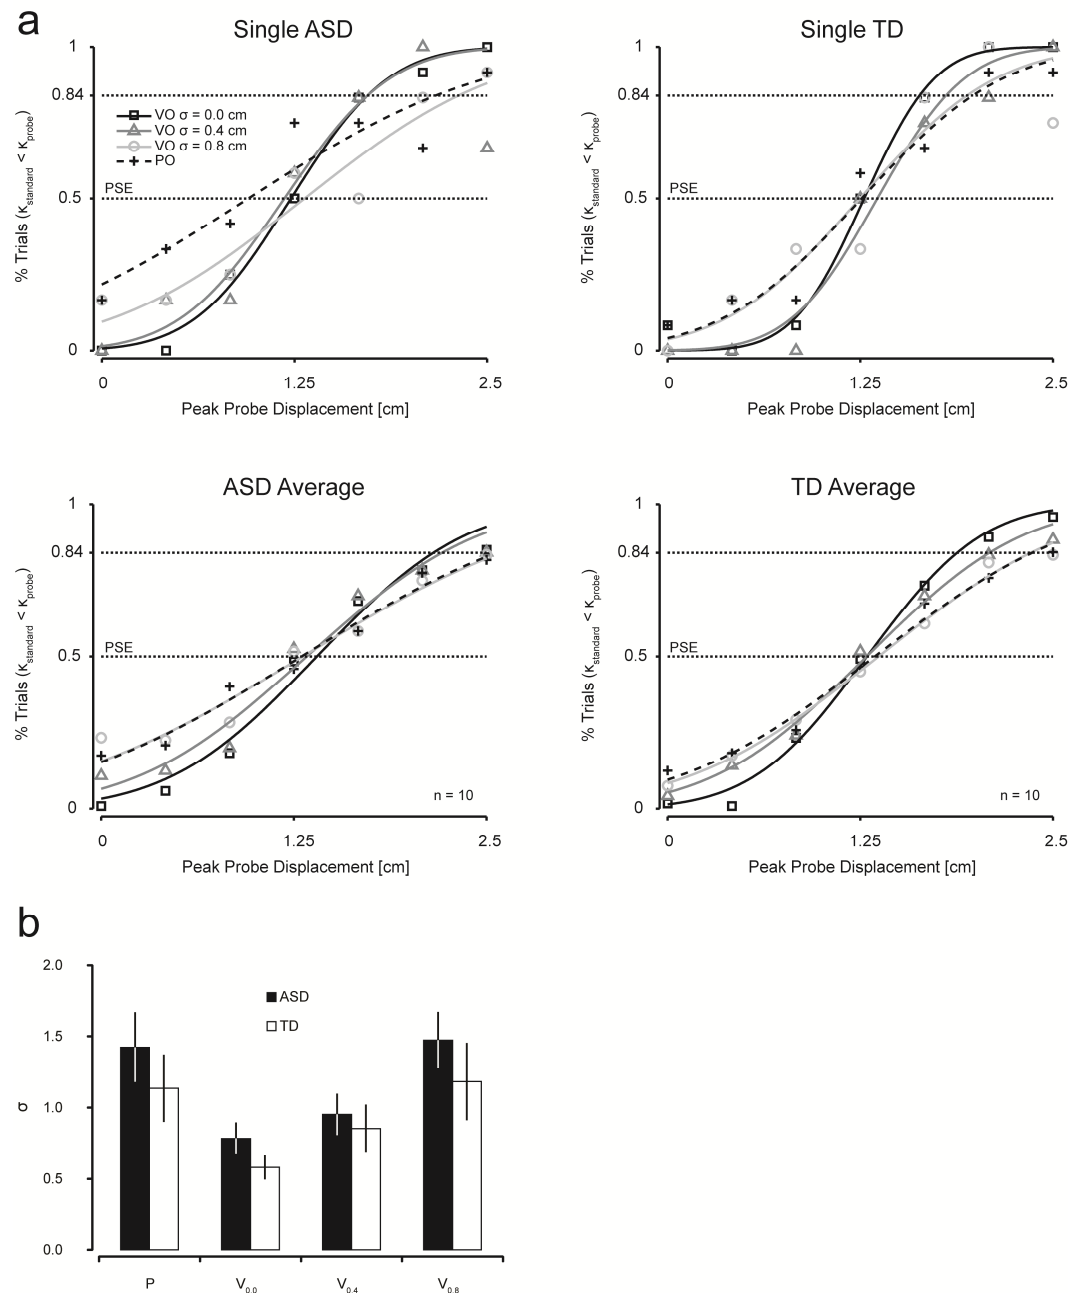 a
Single ASD
1
0.84
VO σ = 0.0 cm
VO σ = 0.4 cm
VO σ = 0.8 cm
PO
PSE
0.5
0
% Trials (κstandard < κprobe)
0 1.25 2.5
Peak Probe Displacement [cm]
Single TD
1
0.84
PSE
0.5
0
% Trials (κstandard < κprobe)
0 1.25 2.5
Peak Probe Displacement [cm]
ASD Average
1
0.84
PSE
0.5
0
% Trials (κstandard < κprobe)
n = 10
0 1.25 2.5
Peak Probe Displacement [cm]
TD Average
1
0.84
PSE
0.5
0
% Trials (κstandard < κprobe)
n = 10
0 1.25 2.5
Peak Probe Displacement [cm]
b
2.0
1.5
1.0
0.5
0.0
σ
ASD
TD
P V0.0 V0.4 V0.8